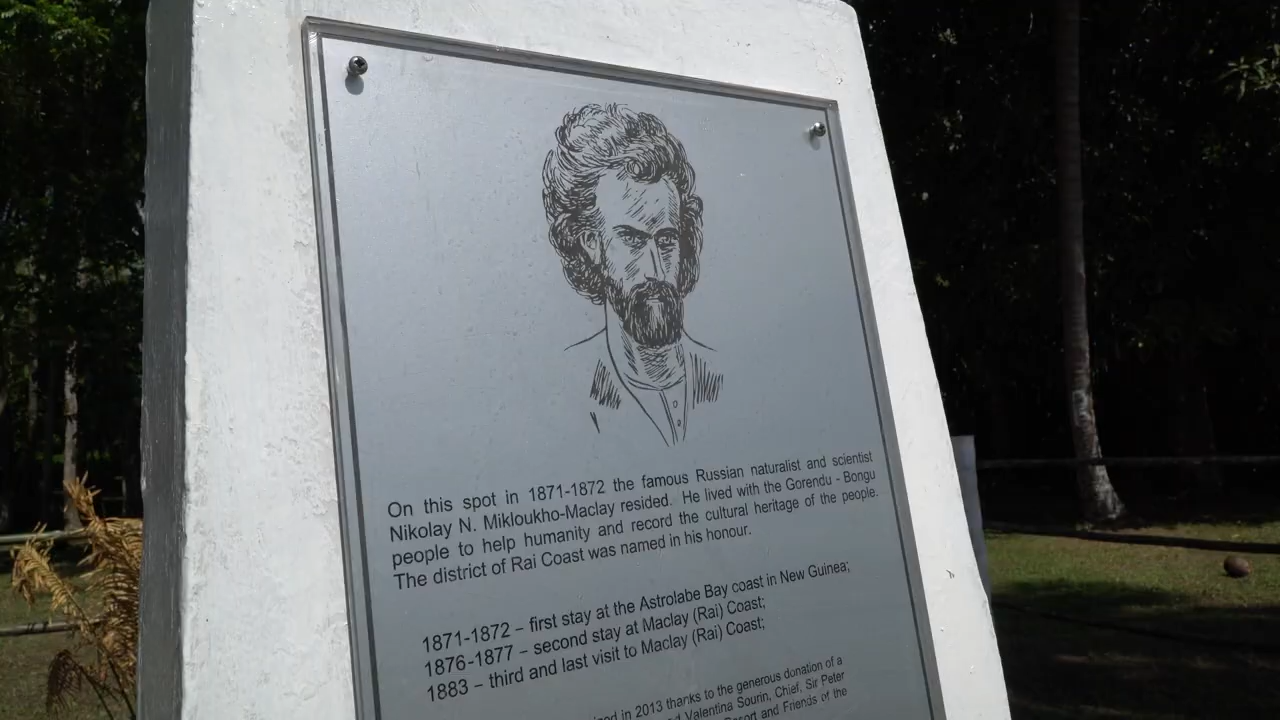 On this spot in 1871-1872 the famous Russian naturalist and scientist
Nikolay N. Mikloukho-Maclay resided. He lived with the Gorendu - Bongu
people to help humanity and record the cultural heritage of the people.
The district of Rai Coast was named in his honour.
1871-1872 – first stay at the Astrolabe Bay coast in New Guinea;
1876-1877 – second stay at Maclay (Rai) Coast;
1883 – third and last visit to Maclay (Rai) Coast;
in 2013 thanks to the generous donation of a
Valentina Sourin, Chief, Sir Peter
and Friends of the